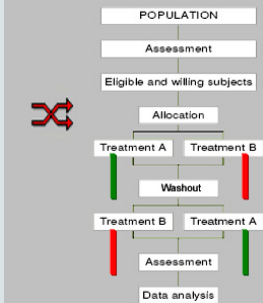 POPULATION
Assessment
Eligible and willing subjects
Allocation
Treatment A Treatment B
Washout
Treatment B Treatment A
Assessment
Data analysis